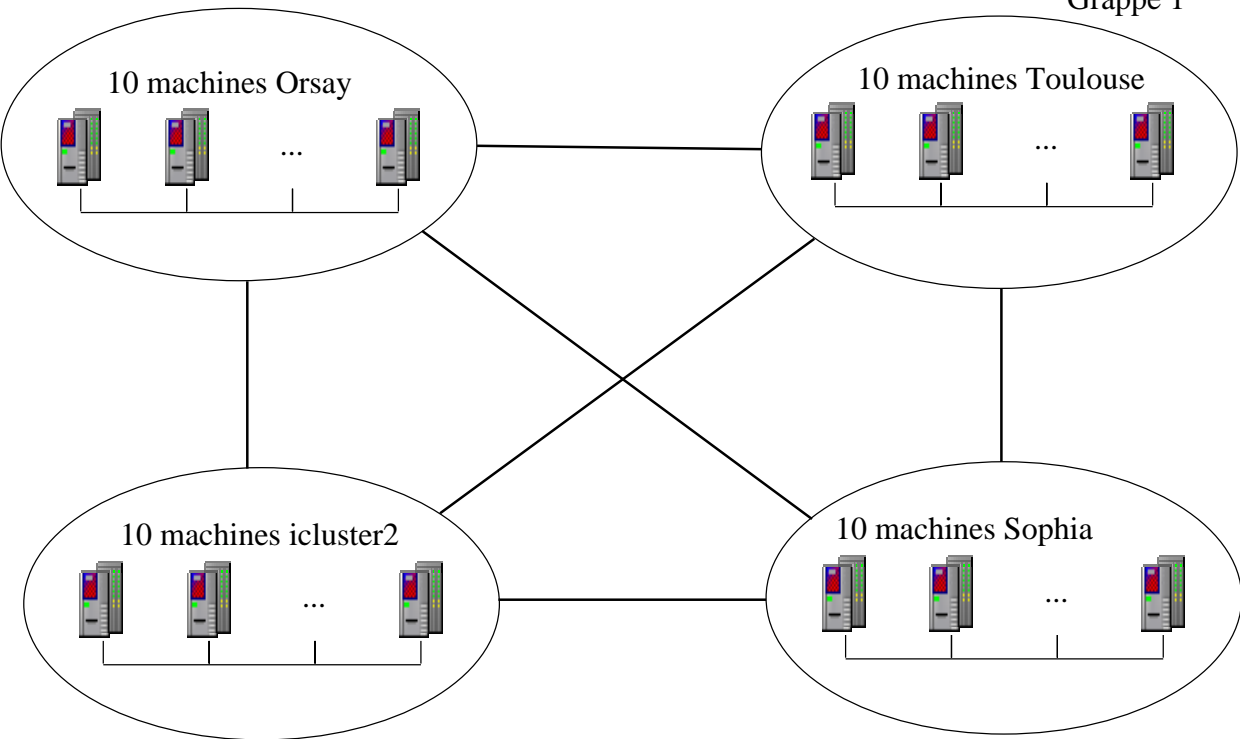 Grappe 1
10 machines Orsay
10 machines Toulouse
...
...
10 machines icluster2
10 machines Sophia
...
...